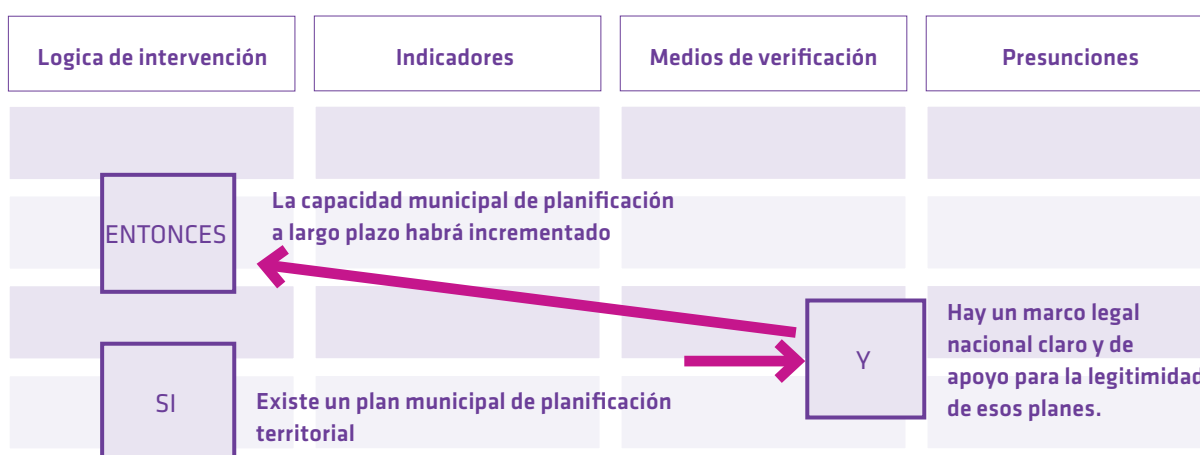 Logica de intervención
Indicadores
Medios de verificación
Presunciones
ENTONCES
La capacidad municipal de planificación
a largo plazo habrá incrementado
Y
Hay un marco legal
nacional claro y de
apoyo para la legitimidad
de esos planes.
SI
Existe un plan municipal de planificación
territorial